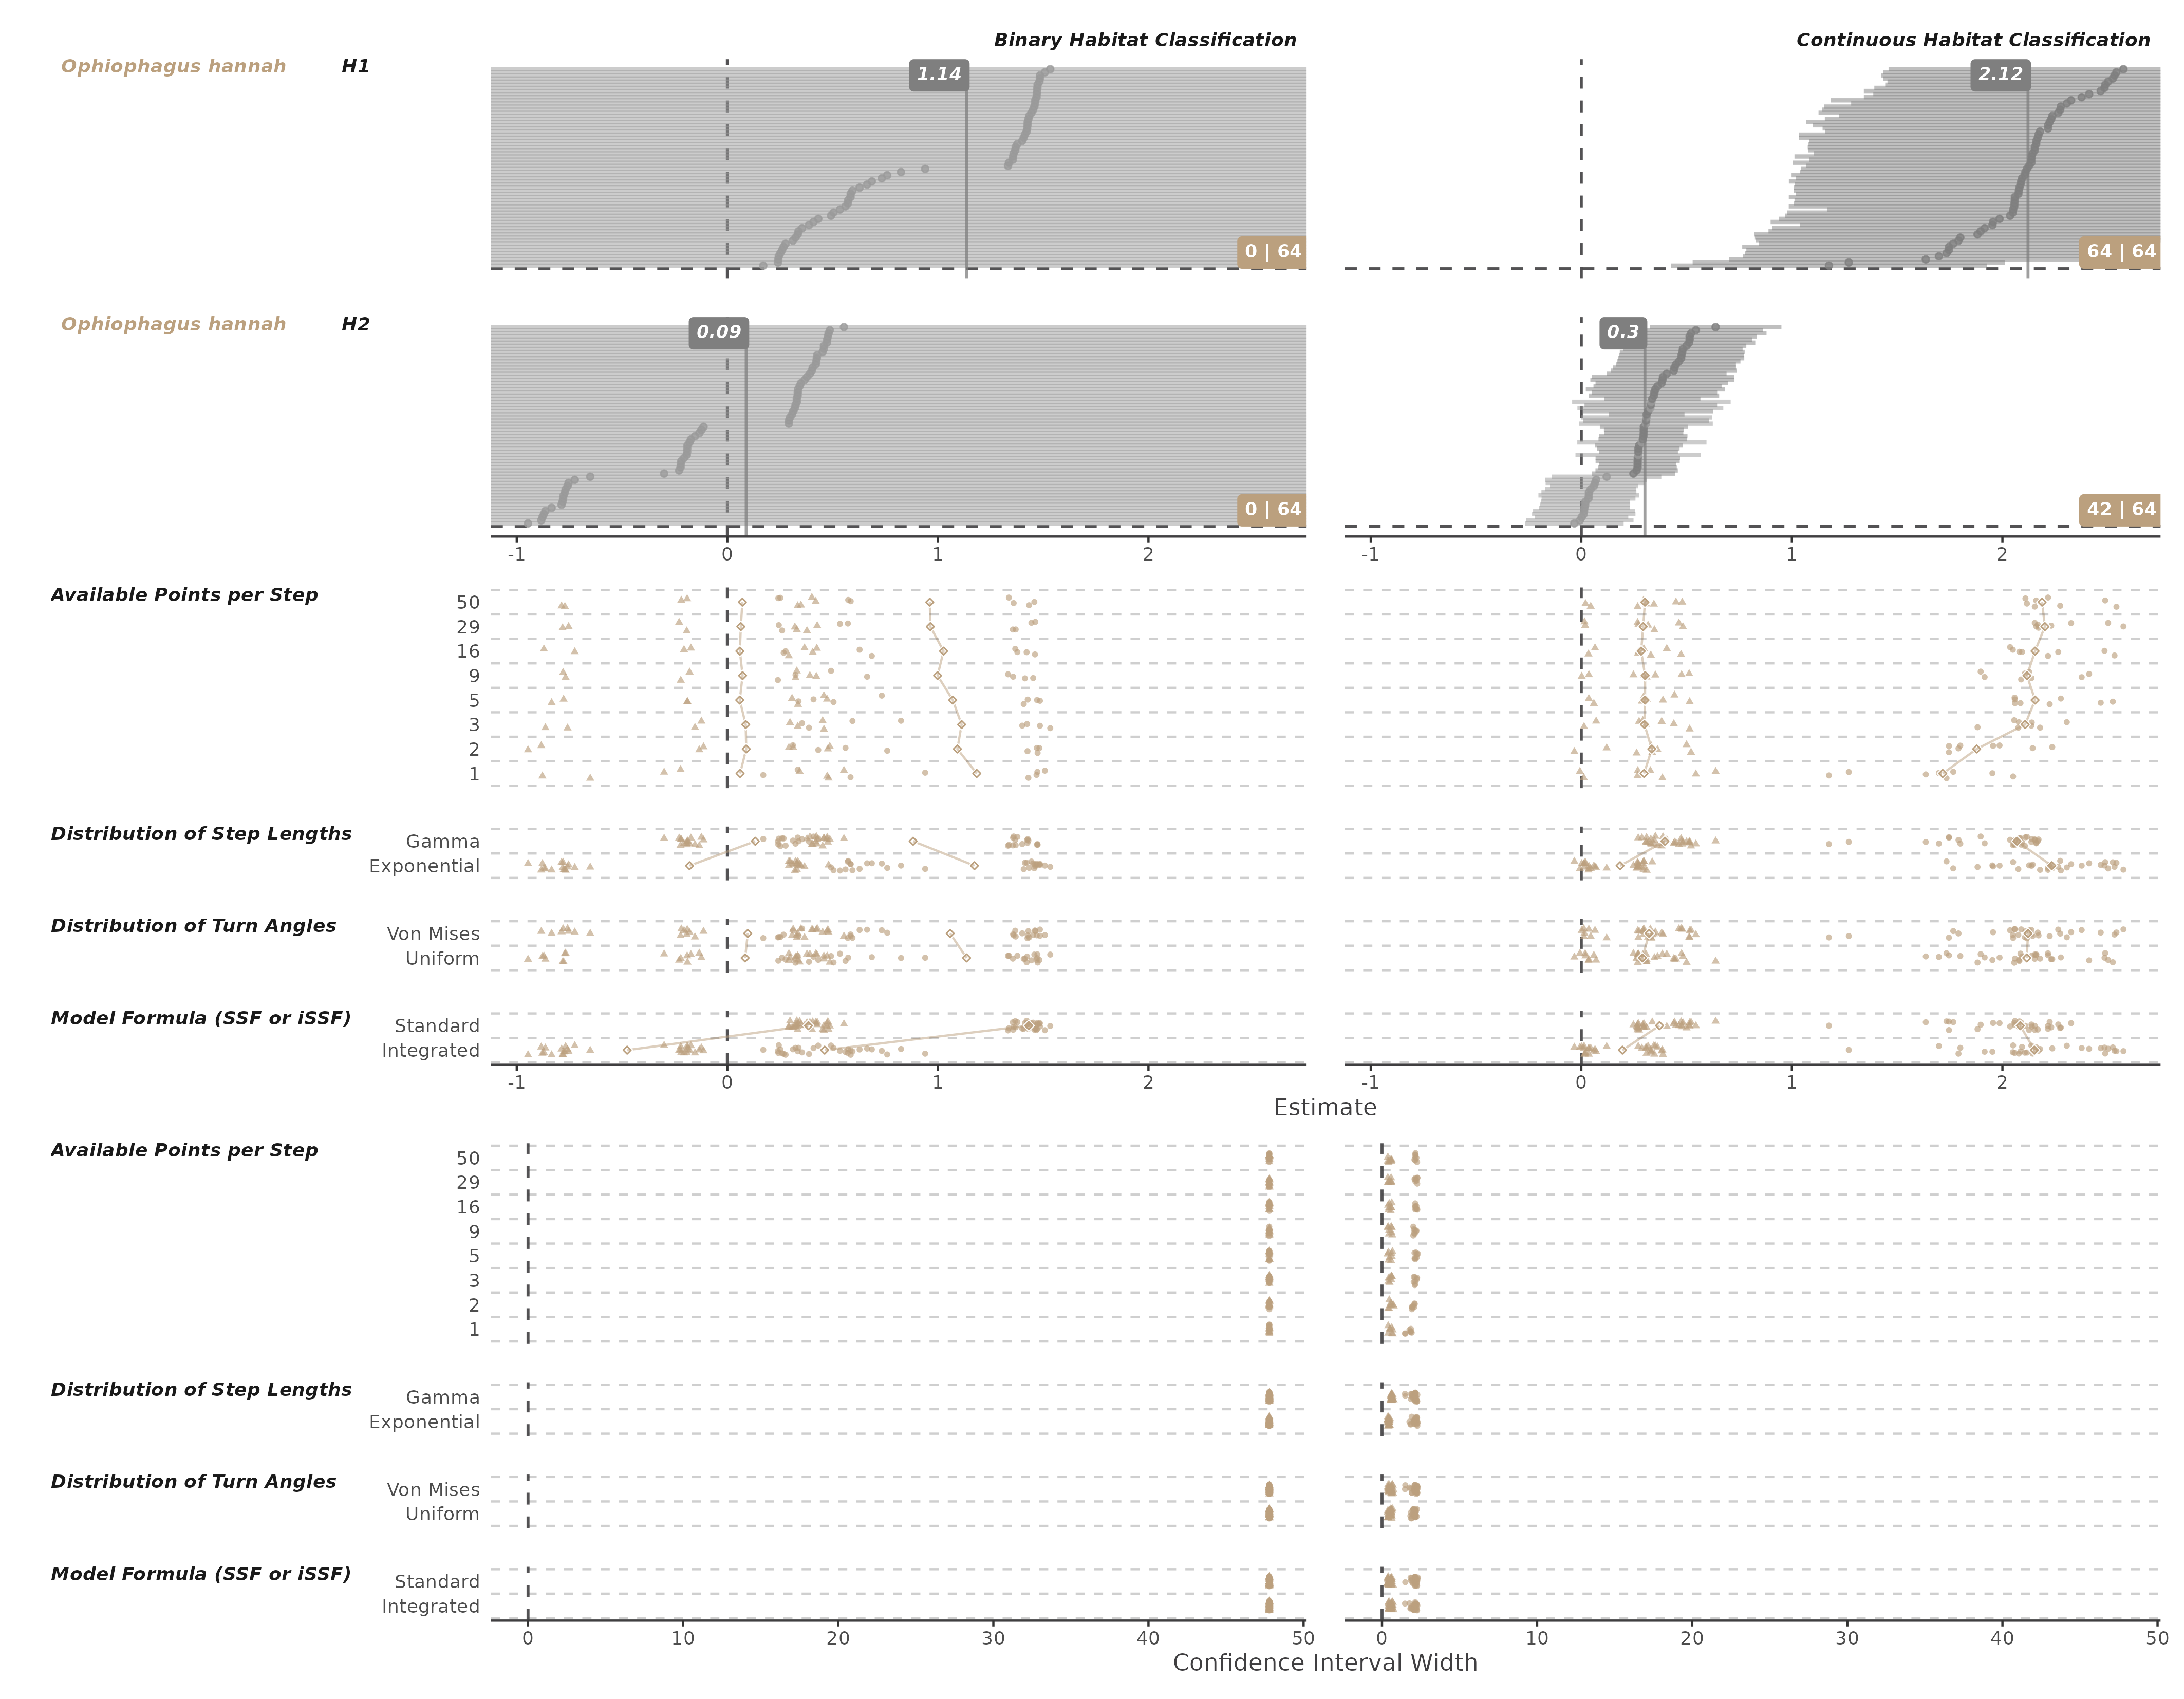 Binary Habitat Classification
Continuous Habitat Classification
Ophiophagus hannah
H1
1.14
2.12
0 | 64
64 | 64
Ophiophagus hannah
H2
0.09
0.3
0 | 64
42 | 64
-1 0 1 2
-1 0 1 2
Available Points per Step
50
29
16
9
5
3
2
1
Distribution of Step Lengths
Gamma
Exponential
Distribution of Turn Angles
Von Mises
Uniform
Model Formula (SSF or iSSF)
Standard
Integrated
-1 0 1 2
-1 0 1 2
Estimate
Available Points per Step
50
29
16
9
5
3
2
1
Distribution of Step Lengths
Gamma
Exponential
Distribution of Turn Angles
Von Mises
Uniform
Model Formula (SSF or iSSF)
Standard
Integrated
0 10 20 30 40 50
0 10 20 30 40 50
Confidence Interval Width